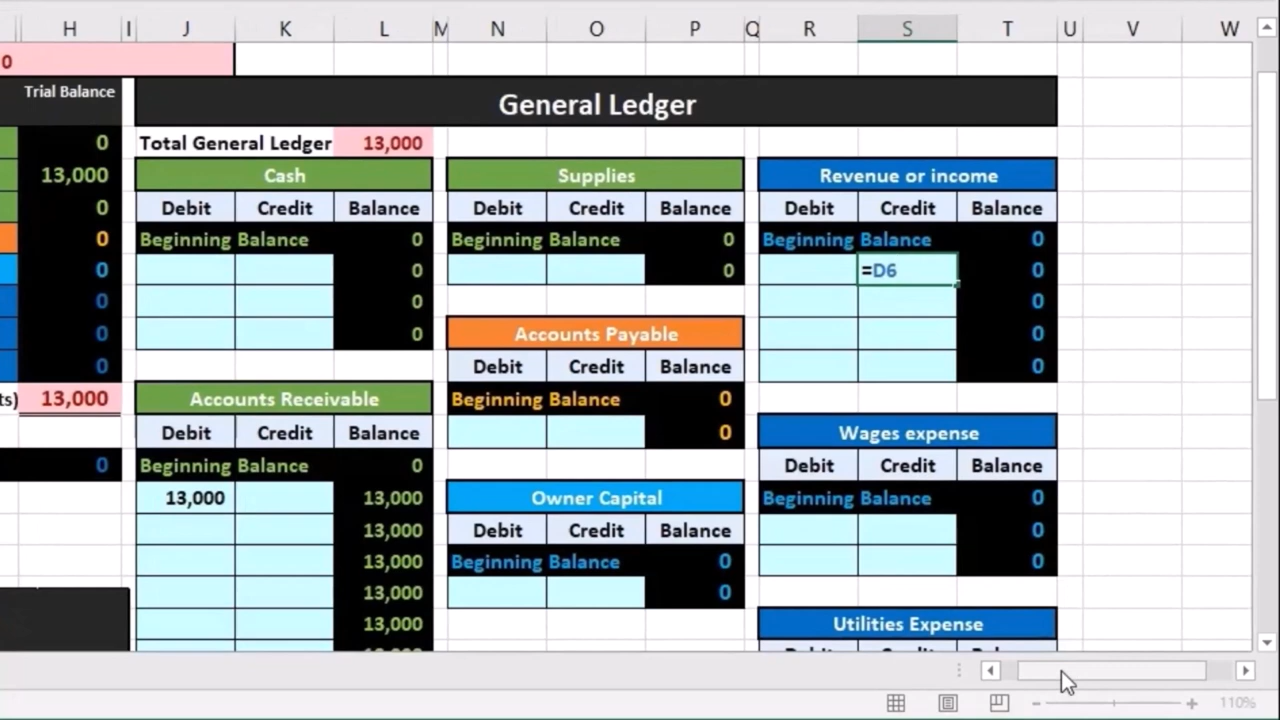 H I J K L M N O P Q R S T U V W
0
Trial Balance General Ledger
0 Total General Ledger 13,000
13,000 Cash Supplies Revenue or income
0 Debit Credit Balance Debit Credit Balance Debit Credit Balance
0 Beginning Balance 0 Beginning Balance 0 Beginning Balance 0
0 0 0 =D6 0
0 0 0
0 0 Accounts Payable 0
0 Debit Credit Balance 0
ts) 13,000 Accounts Receivable Beginning Balance 0
Debit Credit Balance 0 Wages expense
0 Beginning Balance 0 Debit Credit Balance
13,000 13,000 Owner Capital Beginning Balance 0
13,000 Debit Credit Balance 0
13,000 Beginning Balance 0 0
13,000 0
13,000 Utilities Expense
110%